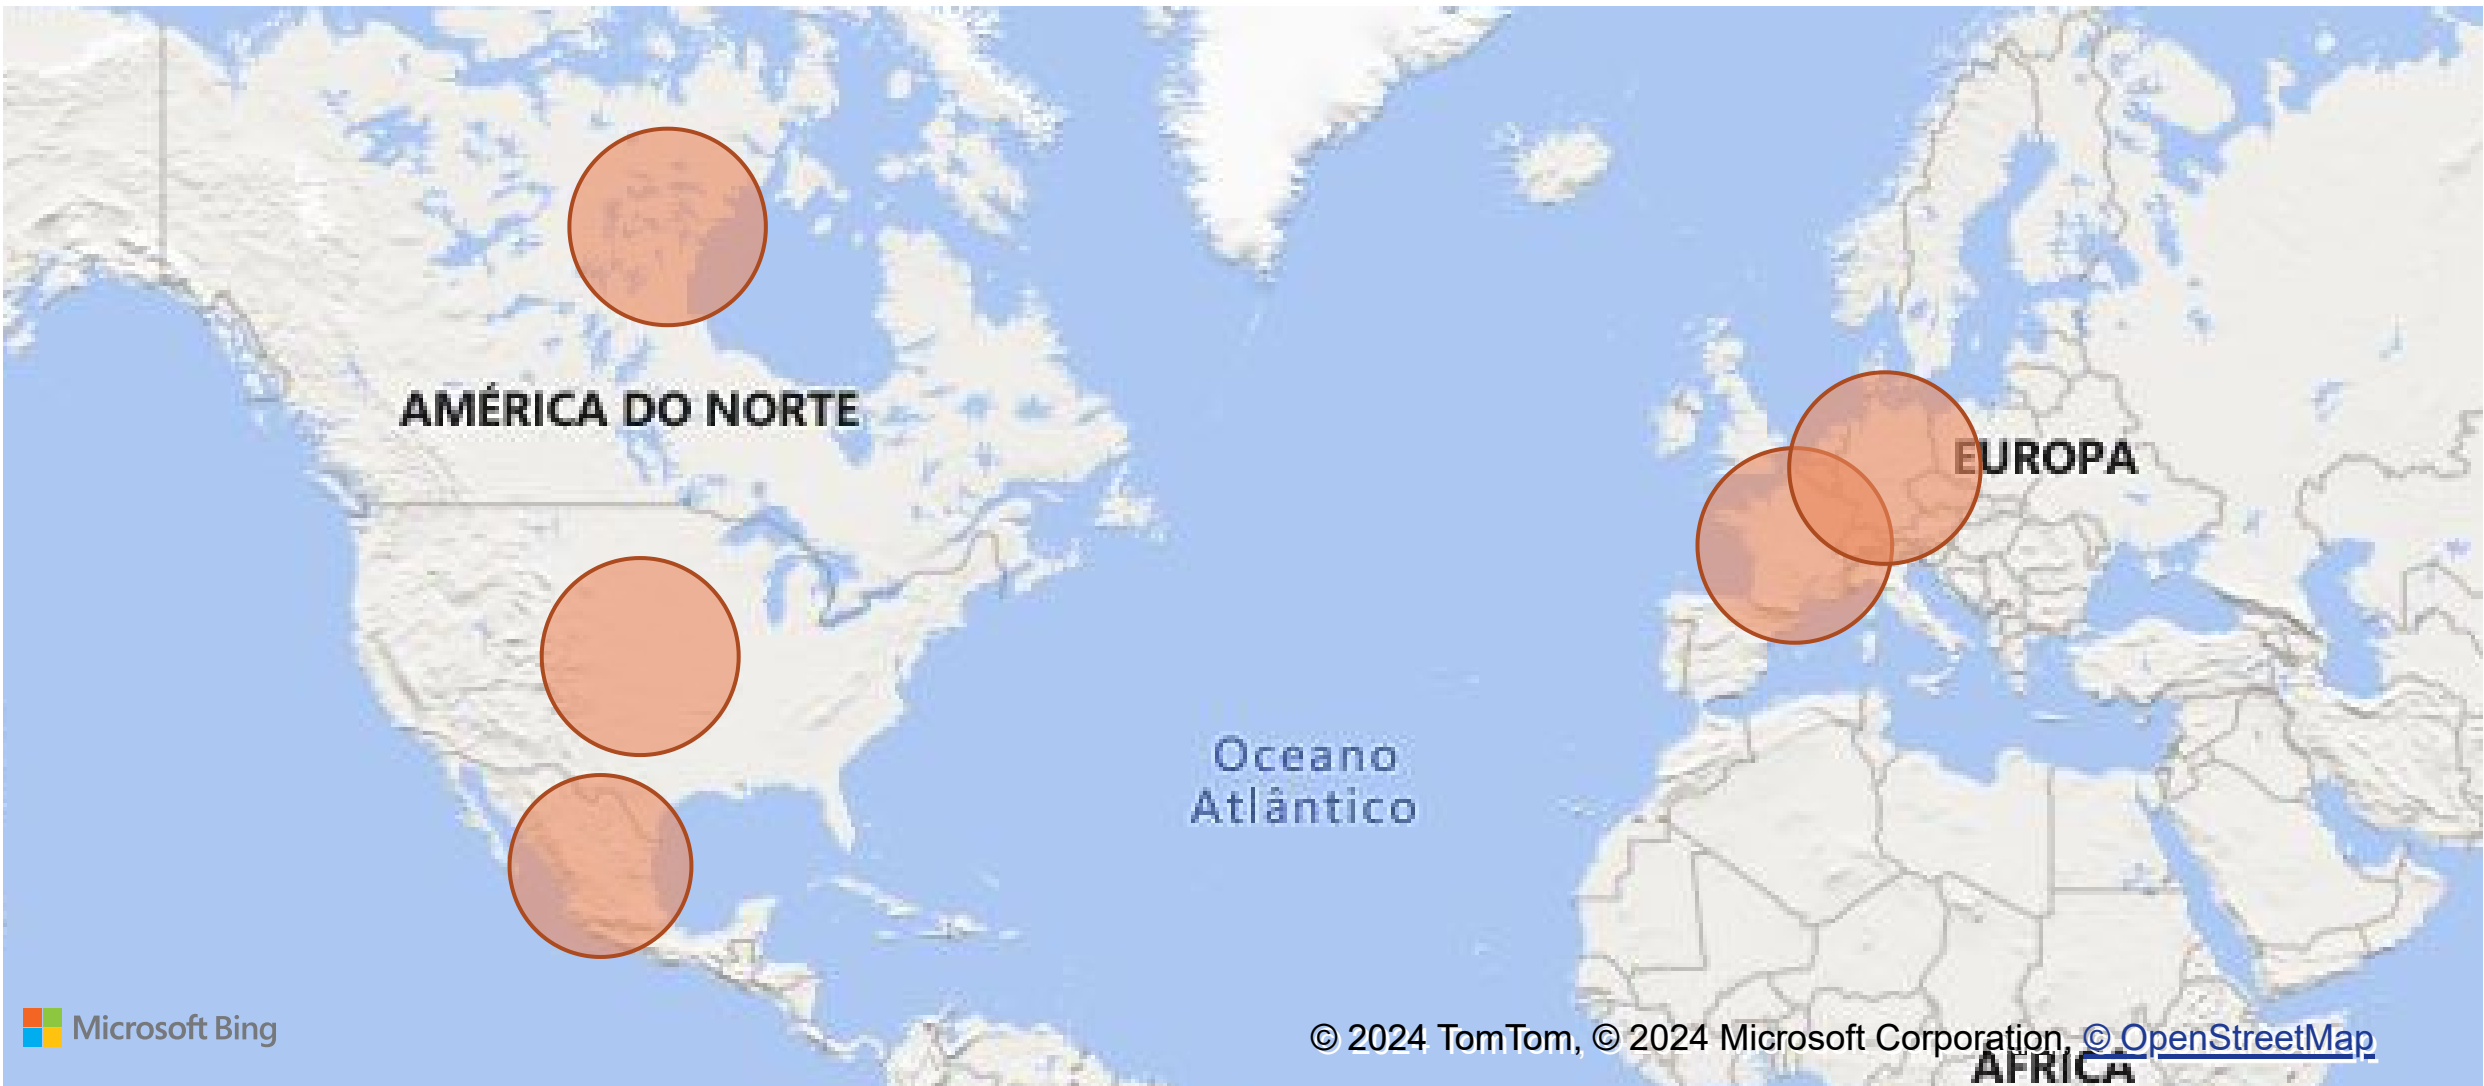 AMÉRICA DO NORTE
EUROPA
Oceano
Atlântico
Microsoft Bing
© 2024 TomTom, © 2024 Microsoft Corporation, © OpenStreetMap
ÁFRICA